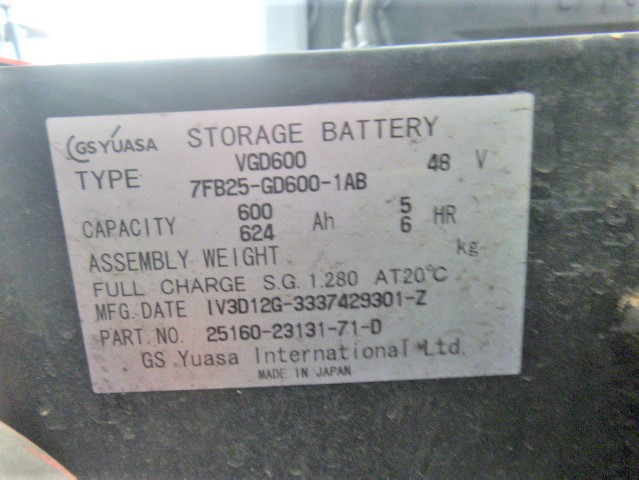 GS YUASA STORAGE BATTERY
TYPE VGD600 48 V
7FB25-GD600-1AB
CAPACITY 600 Ah 5 HR
624 6
ASSEMBLY WEIGHT kg
FULL CHARGE S.G. 1.280 AT20℃
MFG.DATE IV3D12G-3337429301-Z
PART.NO. 25160-23131-71-D
GS Yuasa International Ltd.
MADE IN JAPAN